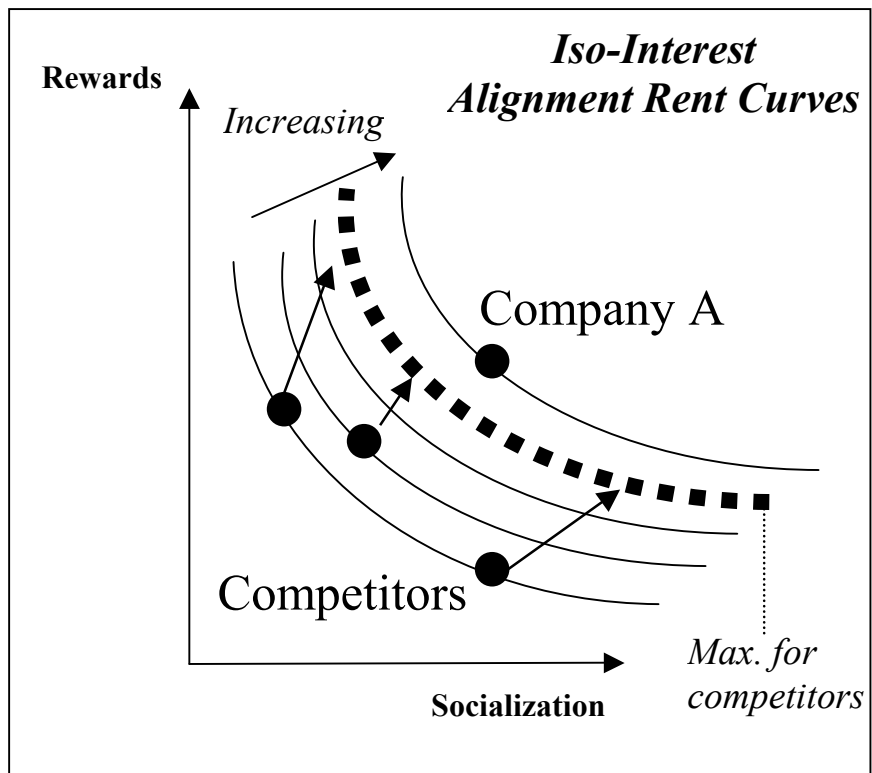 Iso-Interest
Alignment Rent Curves
Rewards
Increasing
Company A
Competitors
Max. for
competitors
Socialization